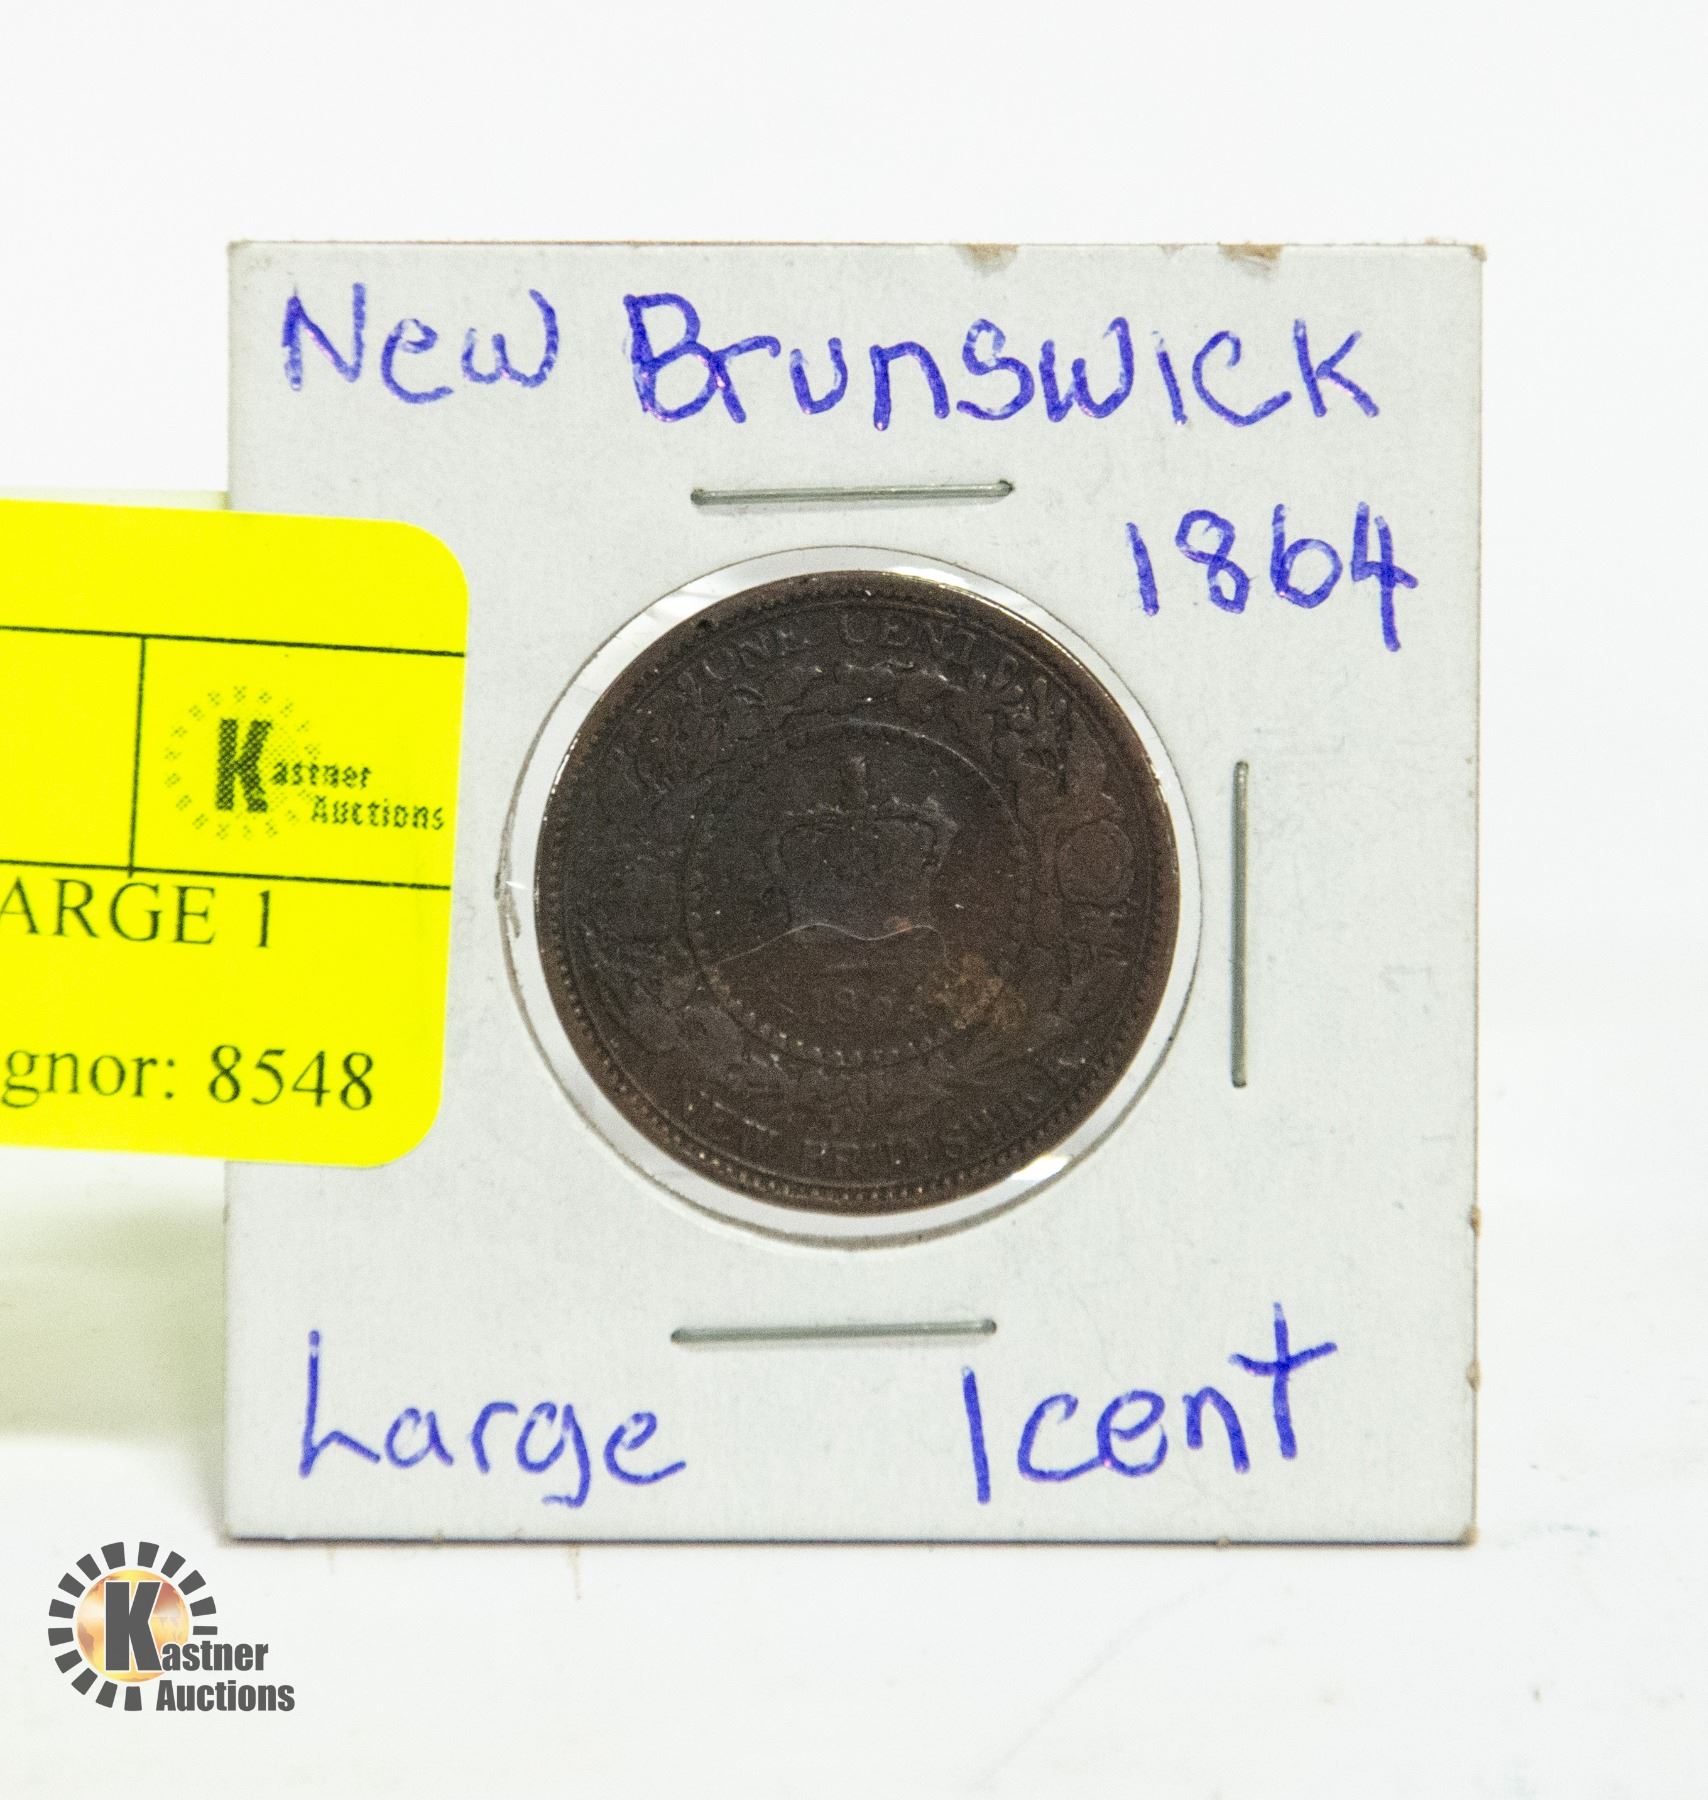 New Brunswick
1864
Kastner
Auctions
ARGE 1
gnor: 8548
ONE CENT
Large 1cent
Kastner
Auctions